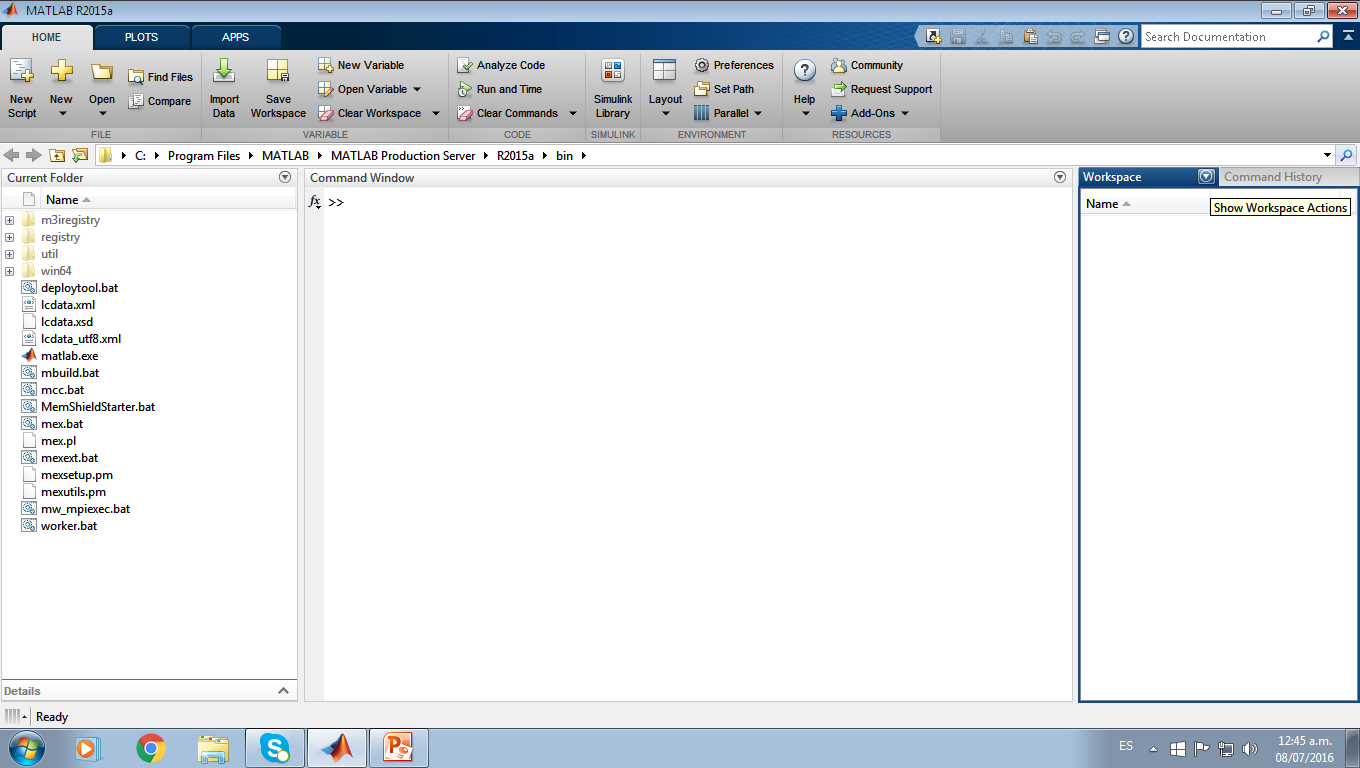 MATLAB R2015a
HOME PLOTS APPS
Search Documentation
New Script
New
Open
Find Files
Compare
FILE
Import Data
Save Workspace
New Variable
Open Variable
Clear Workspace
VARIABLE
Analyze Code
Run and Time
Clear Commands
CODE
Simulink Library
SIMULINK
Layout
Preferences
Set Path
Parallel
ENVIRONMENT
Help
Community
Request Support
Add-Ons
RESOURCES
C: Program Files MATLAB MATLAB Production Server R2015a bin
Current Folder
Name
m3iregistry
registry
util
win64
deploytool.bat
lcdata.xml
lcdata.xsd
lcdata_utf8.xml
matlab.exe
mbuild.bat
mcc.bat
MemShieldStarter.bat
mex.bat
mex.pl
mexext.bat
mexsetup.pm
mexutils.pm
mw_mpiexec.bat
worker.bat
Details
Command Window
fx >>
Workspace Command History
Name
Show Workspace Actions
Ready
ES
12:45 a.m.
08/07/2016